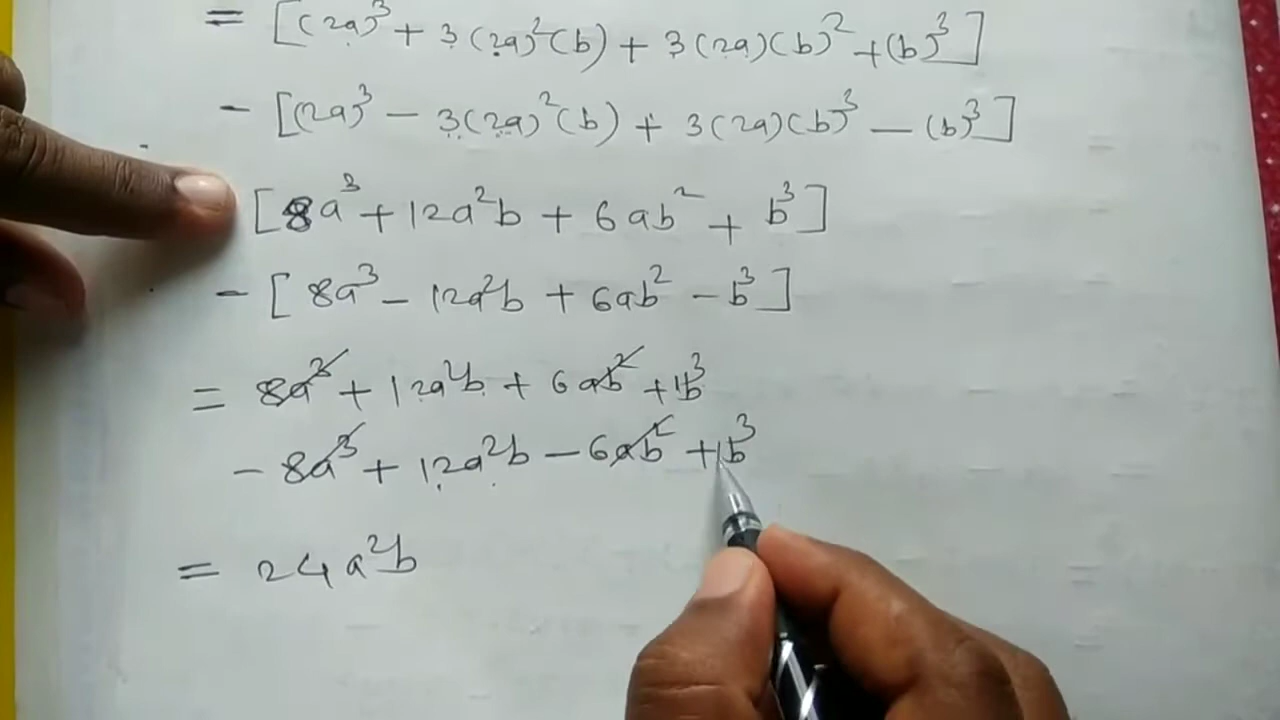 = [(2a)³ + 3(2a)²(b) + 3(2a)(b)² + (b)³]
- [(2a)³ - 3(2a)²(b) + 3(2a)(b)³ - (b)³]
[8a³ + 12a²b + 6ab² + b³]
- [8a³ - 12a²b + 6ab² - b³]
= 8a³ + 12a²b + 6ab² + 1b³
- 8a³ + 12a²b - 6ab² + 1b³
= 24a²b